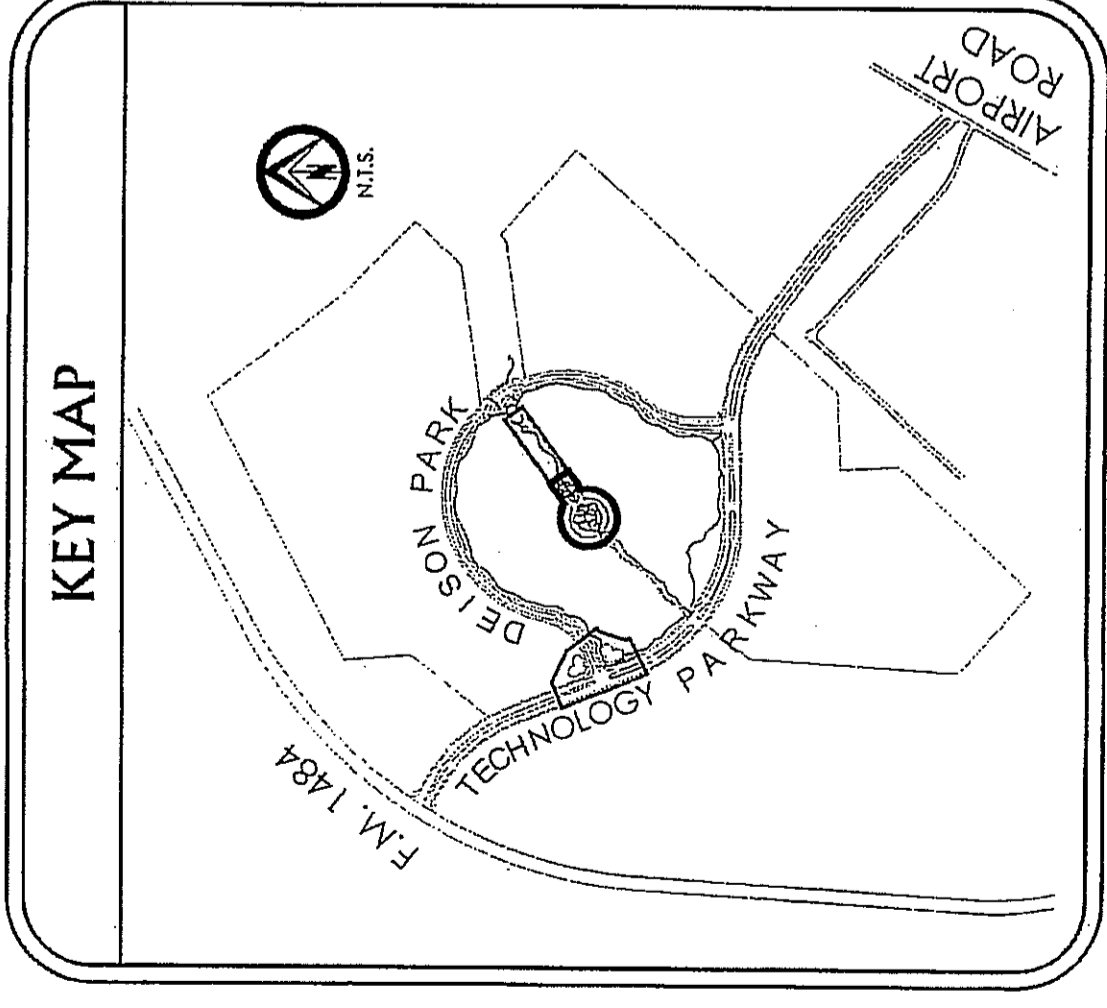 KEY MAP
N
N.T.S.
AIRPORT
ROAD
DEISON PARK
F.M. 1484
TECHNOLOGY PARKWAY